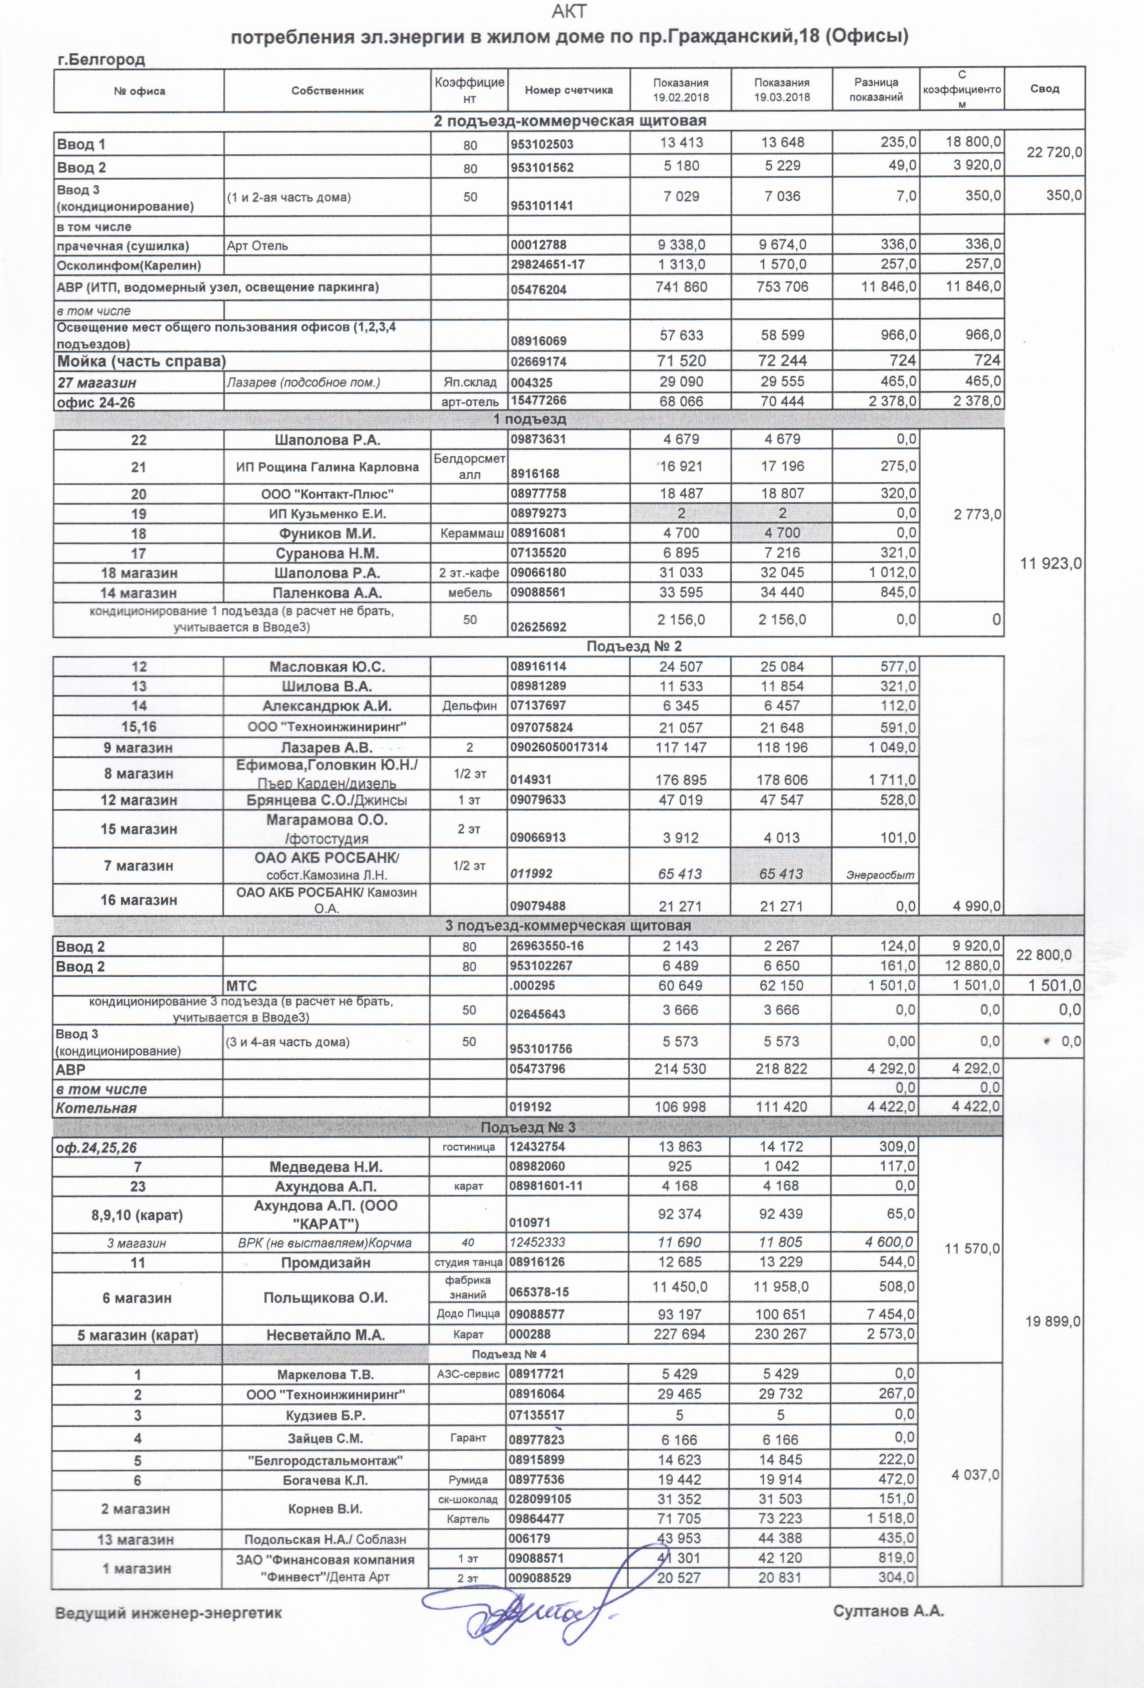 АКТ
потребления эл.энергии в жилом доме по пр.Гражданский,18 (Офисы)
г.Белгород
№ офиса Собственник Коэффициент Номер счетчика Показания 19.02.2018 Показания 19.03.2018 Разница показаний С коэффициентом Свод
2 подъезд-коммерческая щитовая
Ввод 1 80 953102503 13 413 13 648 235,0 18 800,0 22 720,0
Ввод 2 80 953101562 5 180 5 229 49,0 3 920,0
Ввод 3 (кондиционирование) (1 и 2-ая часть дома) 50 953101141 7 029 7 036 7,0 350,0 350,0
в том числе
прачечная (сушилка) Арт Отель 00012788 9 338,0 9 674,0 336,0 336,0
Осколинфом(Карелин) 29824651-17 1 313,0 1 570,0 257,0 257,0
АВР (ИТП, водомерный узел, освещение паркинга) 05476204 741 860 753 706 11 846,0 11 846,0
в том числе
Освещение мест общего пользования офисов (1,2,3,4 подъездов) 08916069 57 633 58 599 966,0 966,0
Мойка (часть справа) 02669174 71 520 72 244 724 724
27 магазин Лазарев (подсобное пом.) Яп.склад 004325 29 090 29 555 465,0 465,0
офис 24-26 арт-отель 15477266 68 066 70 444 2 378,0 2 378,0
1 подъезд
22 Шаполова Р.А. 09873631 4 679 4 679 0,0
21 ИП Рощина Галина Карловна Белдорсметалл 8916168 16 921 17 196 275,0
20 ООО "Контакт-Плюс" 08977758 18 487 18 807 320,0
19 ИП Кузьменко Е.И. 08979273 2 2 0,0 2 773,0
18 Фуников М.И. Кераммаш 08916081 4 700 4 700 0,0
17 Суранова Н.М. 07135520 6 895 7 216 321,0 11 923,0
18 магазин Шаполова Р.А. 2 эт.-кафе 09066180 31 033 32 045 1 012,0
14 магазин Паленкова А.А. мебель 09088561 33 595 34 440 845,0
кондиционирование 1 подъезда (в расчет не брать, учитывается в Вводе3) 50 02625692 2 156,0 2 156,0 0,0 0
Подъезд № 2
12 Масловкая Ю.С. 08916114 24 507 25 084 577,0
13 Шилова В.А. 08981289 11 533 11 854 321,0
14 Александрюк А.И. Дельфин 07137697 6 345 6 457 112,0
15,16 ООО "Техноинжиниринг" 097075824 21 057 21 648 591,0
9 магазин Лазарев А.В. 2 09026050017314 117 147 118 196 1 049,0
8 магазин Ефимова,Головкин Ю.Н./ Пъер Карден/дизель 1/2 эт 014931 176 895 178 606 1 711,0
12 магазин Брянцева С.О./Джинсы 1 эт 09079633 47 019 47 547 528,0
15 магазин Магарамова О.О. /фотостудия 2 эт 09066913 3 912 4 013 101,0
7 магазин ОАО АКБ РОСБАНК/ собст.Камозина Л.Н. 1/2 эт 011992 65 413 65 413 Энергосбыт
16 магазин ОАО АКБ РОСБАНК/ Камозин О.А. 09079488 21 271 21 271 0,0 4 990,0
3 подъезд-коммерческая щитовая
Ввод 2 80 26963550-16 2 143 2 267 124,0 9 920,0 22 800,0
Ввод 2 80 953102267 6 489 6 650 161,0 12 880,0
МТС .000295 60 649 62 150 1 501,0 1 501,0 1 501,0
кондиционирование 3 подъезда (в расчет не брать, учитывается в Вводе3) 50 02645643 3 666 3 666 0,0 0,0 0,0
Ввод 3 (кондиционирование) (3 и 4-ая часть дома) 50 953101756 5 573 5 573 0,00 0,0 0,0
АВР 05473796 214 530 218 822 4 292,0 4 292,0
в том числе 0,0 0,0
Котельная 019192 106 998 111 420 4 422,0 4 422,0
Подъезд № 3
оф.24,25,26 гостиница 12432754 13 863 14 172 309,0
7 Медведева Н.И. 08982060 925 1 042 117,0
23 Ахундова А.П. карат 08981601-11 4 168 4 168 0,0
8,9,10 (карат) Ахундова А.П. (ООО "КАРАТ") 010971 92 374 92 439 65,0
3 магазин ВРК (не выставляем)Корчма 40 12452333 11 690 11 805 4 600,0 11 570,0
11 Промдизайн студия танца 08916126 12 685 13 229 544,0
6 магазин Польщикова О.И. фабрика знаний 065378-15 11 450,0 11 958,0 508,0
Додо Пицца 09088577 93 197 100 651 7 454,0 19 899,0
5 магазин (карат) Несветайло М.А. Карат 000288 227 694 230 267 2 573,0
Подъезд № 4
1 Маркелова Т.В. АЗС-сервис 08917721 5 429 5 429 0,0
2 ООО "Техноинжиниринг" 08916064 29 465 29 732 267,0
3 Кудзиев Б.Р. 07135517 5 5 0,0
4 Зайцев С.М. Гарант 08977823 6 166 6 166 0,0
5 "Белгородстальмонтаж" 08915899 14 623 14 845 222,0
6 Богачева К.Л. Румида 08977536 19 442 19 914 472,0 4 037,0
2 магазин Корнев В.И. ск-шоколад 028099105 31 352 31 503 151,0
Картель 09864477 71 705 73 223 1 518,0
13 магазин Подольская Н.А./ Соблазн 006179 43 953 44 388 435,0
1 магазин ЗАО "Финансовая компания "Финвест"/Дента Арт 1 эт 09088571 41 301 42 120 819,0
2 эт 009088529 20 527 20 831 304,0
Ведущий инженер-энергетик Султанов А.А.